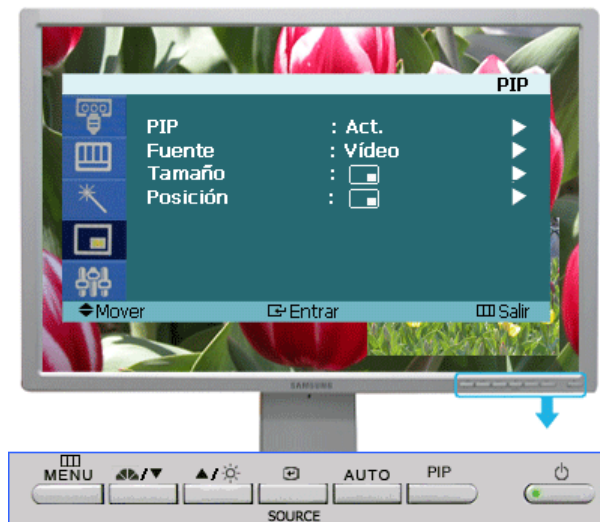 PIP
PIP : Act.
Fuente : Vídeo
Tamaño :
Posición :
Mover Entrar Salir
SAMSUNG
MENU / / AUTO PIP
SOURCE